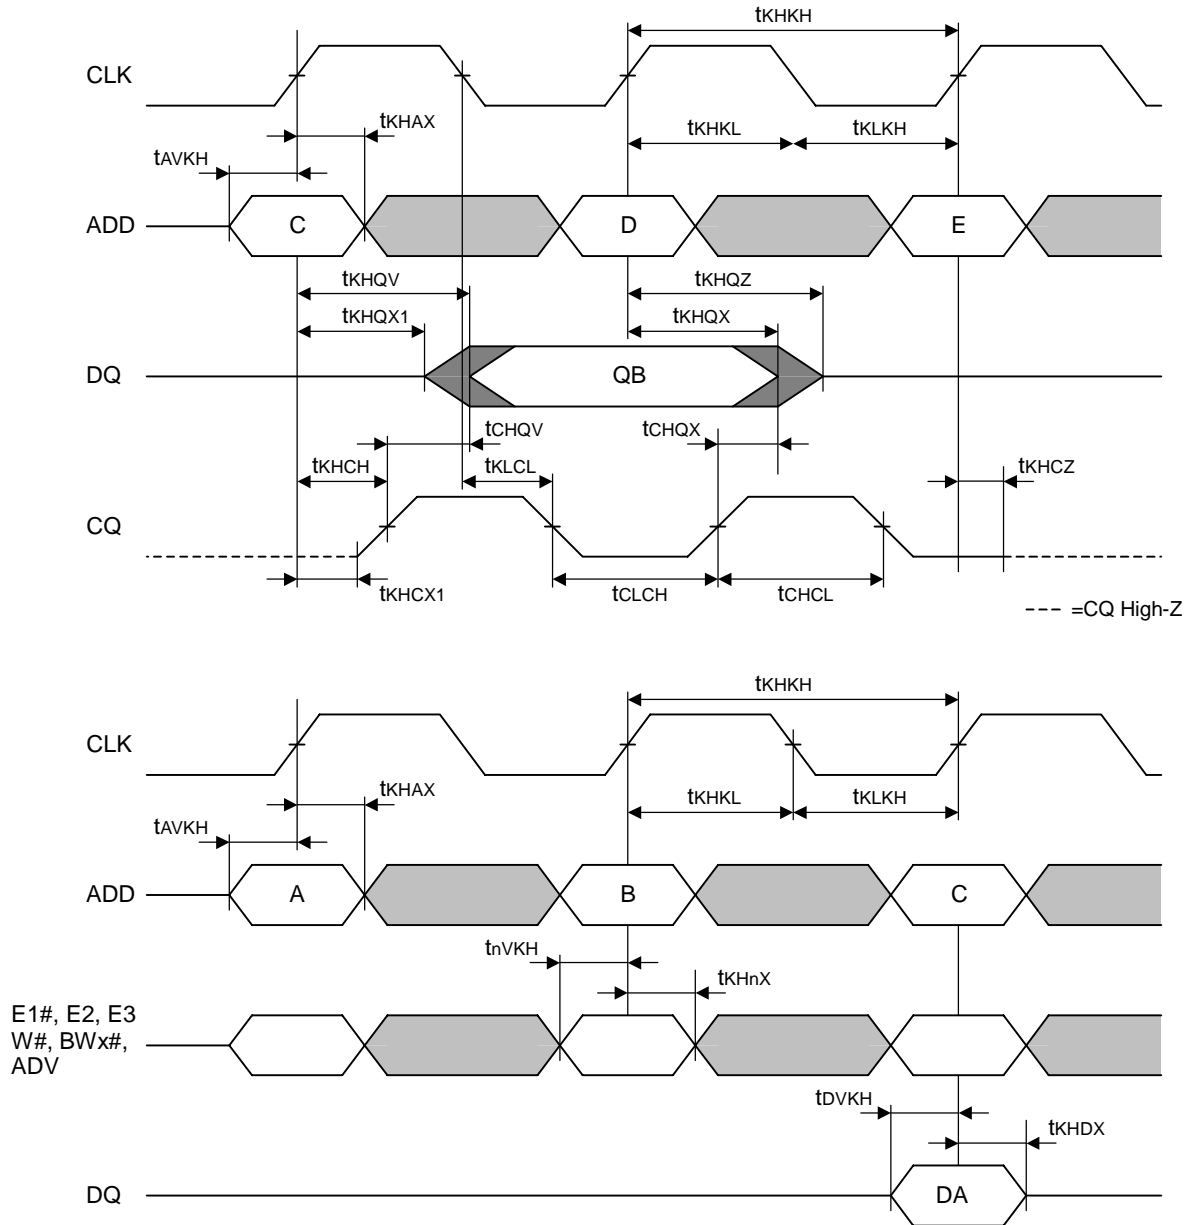 tKHKH
CLK
tKHAX
tKHKL
tKLKH
tAVKH
ADD
C
D
E
tKHQV
tKHQZ
tKHQX1
tKHQX
DQ
QB
tCHQV
tCHQX
tKHCH
tKLCL
tKHCZ
CQ
tKHCX1
tCLCH
tCHCL
=CQ High-Z
tKHKH
CLK
tKHAX
tKHKL
tKLKH
tAVKH
ADD
A
B
C
tnVKH
tKHnX
E1#, E2, E3
W#, BWx#,
ADV
tDVKH
tKHDX
DQ
DA